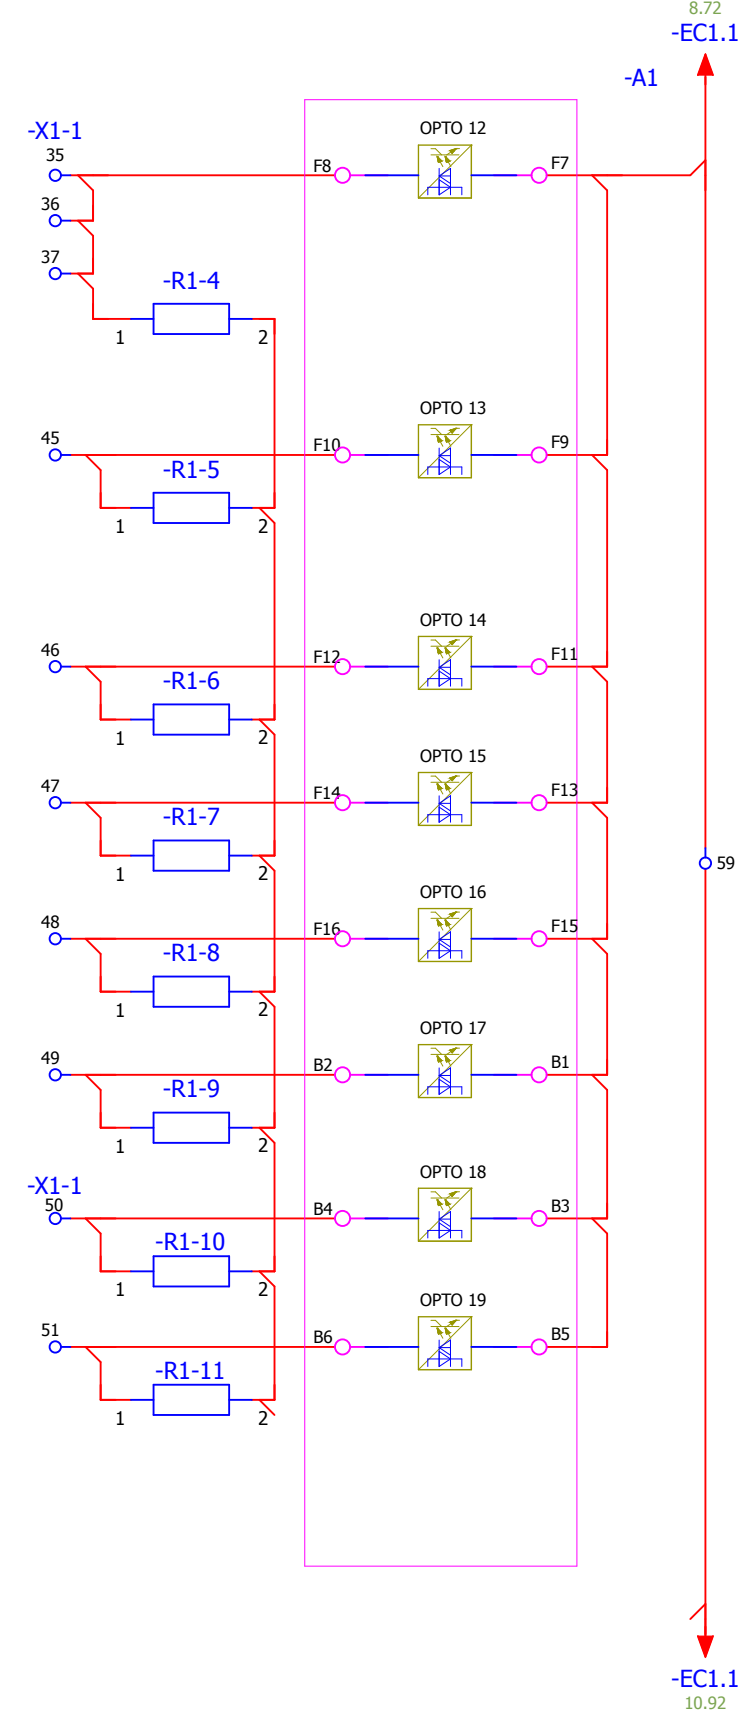 8.72
-EC1.1
-A1
-X1-1
OPTO 12
35
F8
F7
36
37
-R1-4
1
2
OPTO 13
45
F10
F9
-R1-5
1
2
OPTO 14
46
F12
F11
-R1-6
1
2
OPTO 15
47
F14
F13
-R1-7
1
2
59
OPTO 16
48
F16
F15
-R1-8
1
2
OPTO 17
49
B2
B1
-R1-9
1
2
OPTO 18
-X1-1
50
B4
B3
-R1-10
1
2
OPTO 19
51
B6
B5
-R1-11
1
2
-EC1.1
10.92